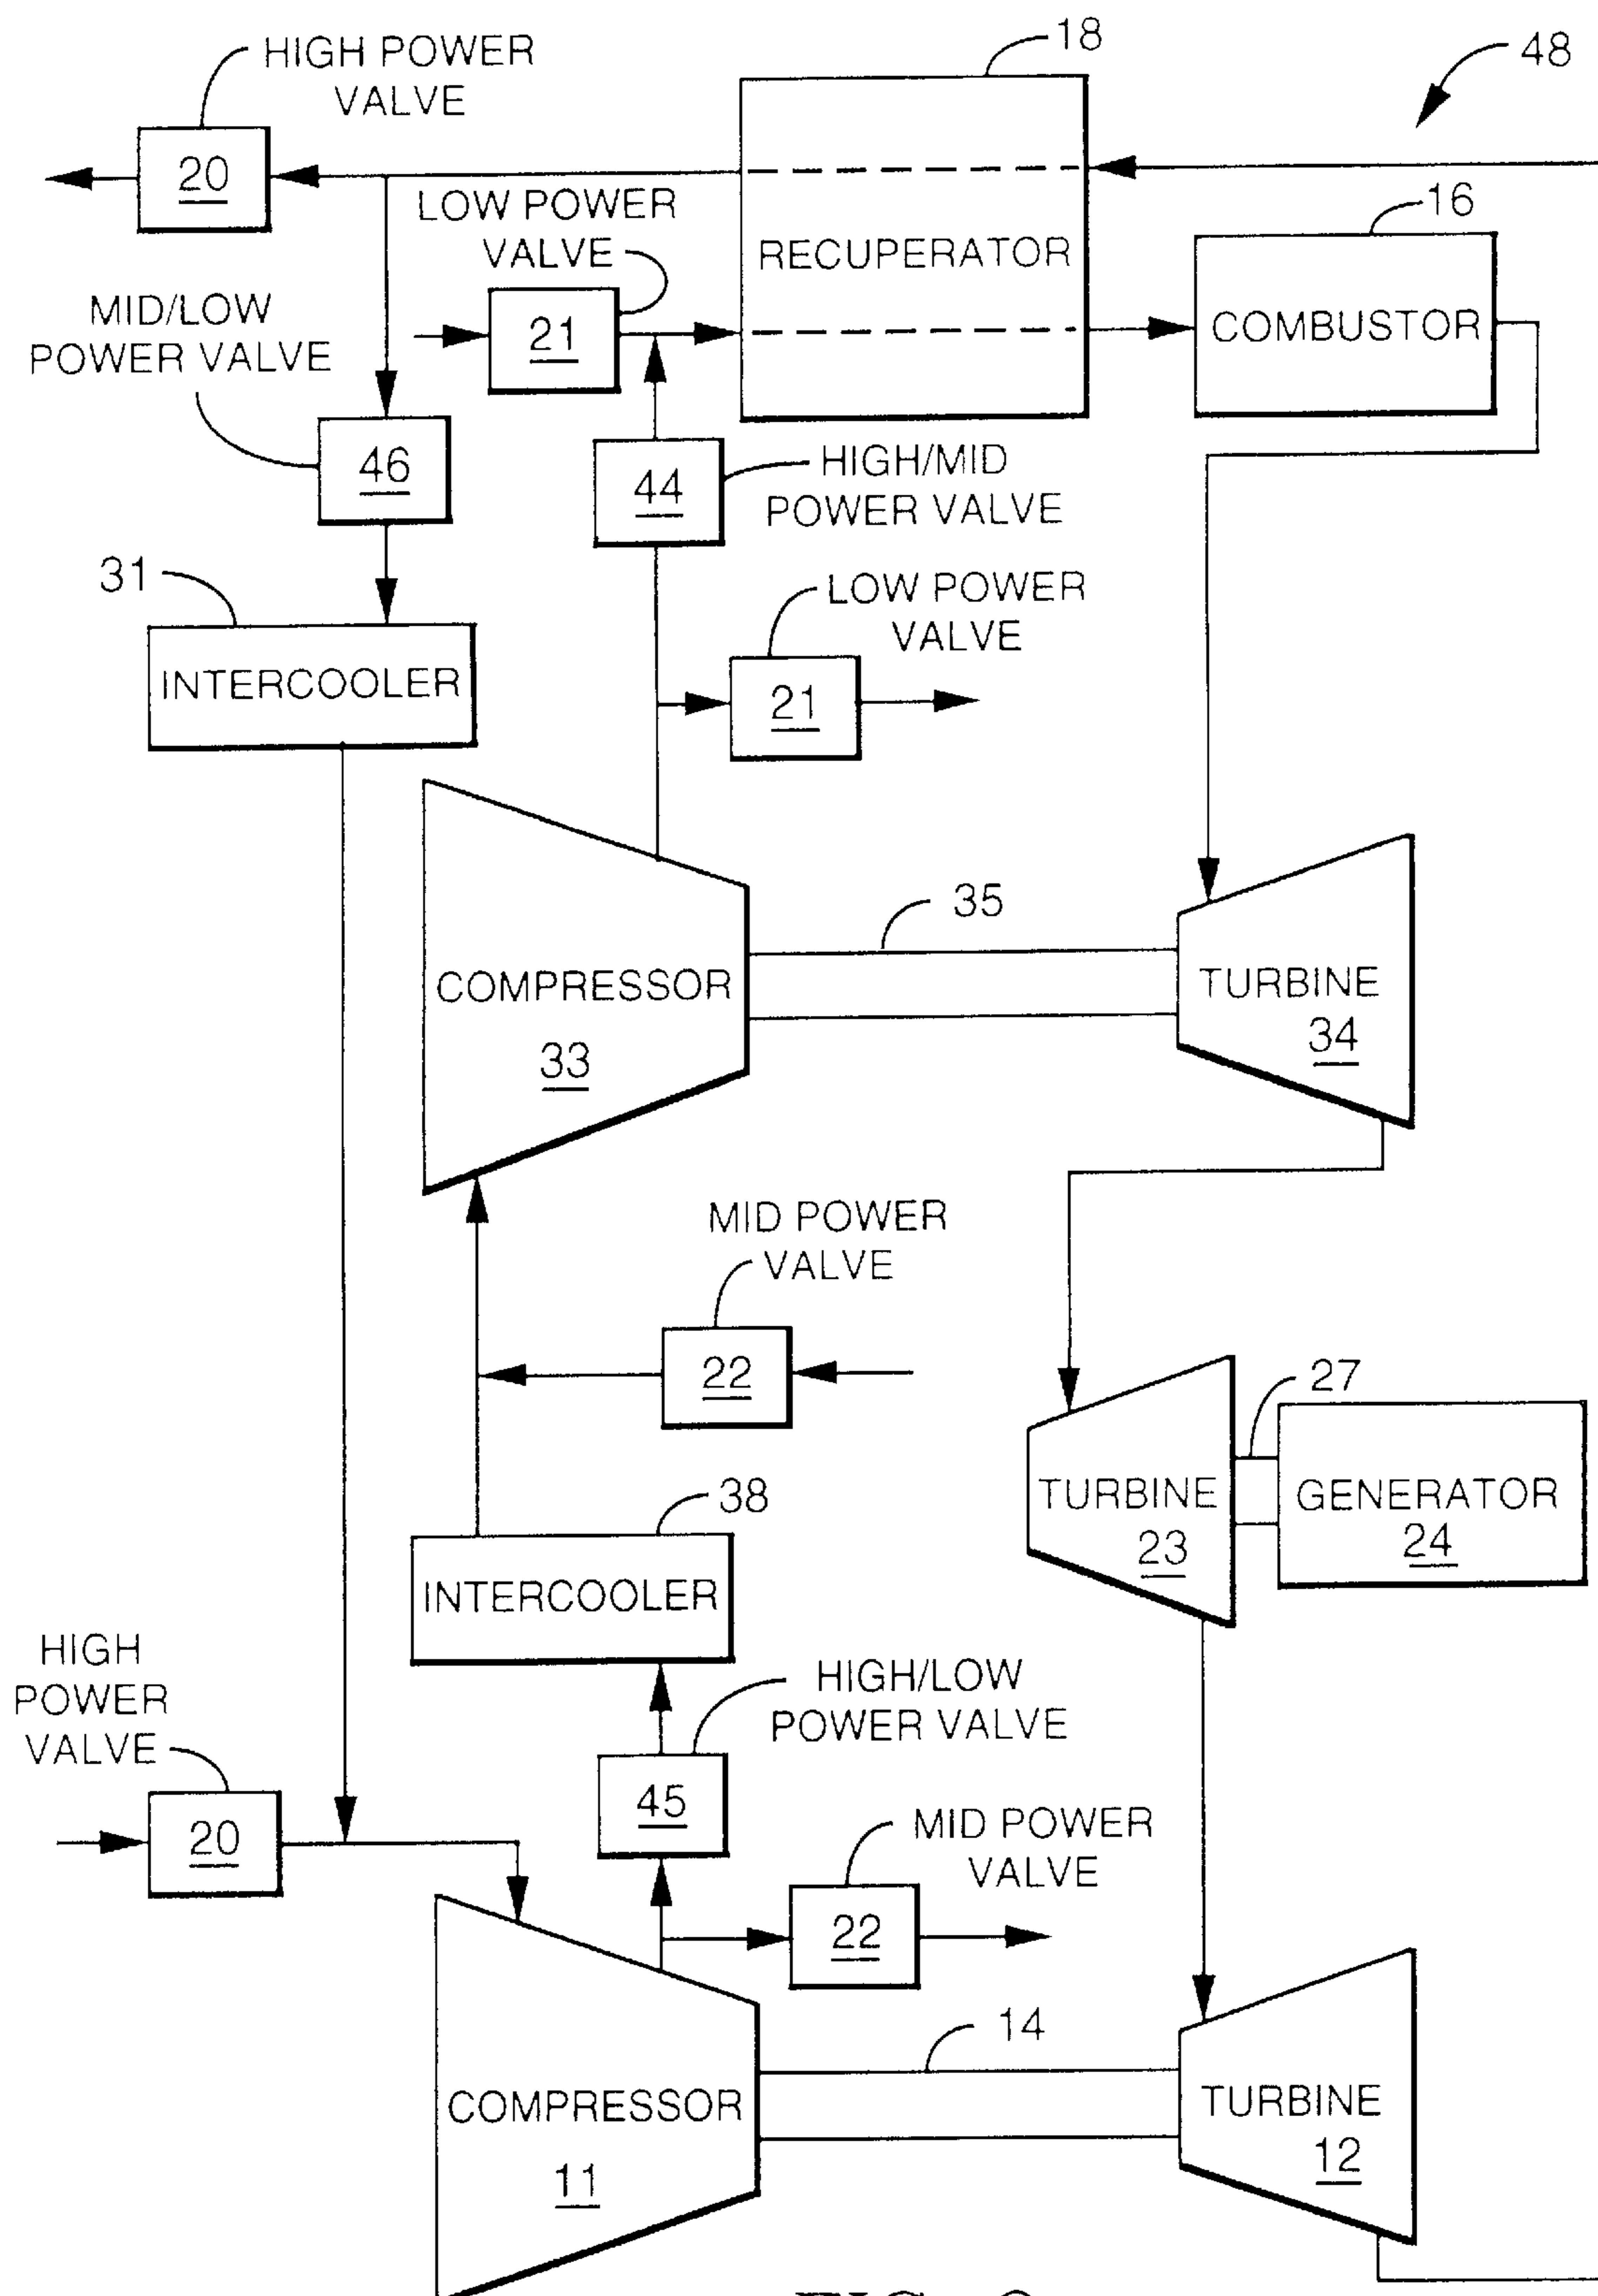 18
48
HIGH POWER
VALVE
20
LOW POWER
VALVE
16
RECUPERATOR
MID/LOW
POWER VALVE
21
COMBUSTOR
46
44
HIGH/MID
POWER VALVE
31
LOW POWER
VALVE
INTERCOOLER
21
35
COMPRESSOR
33
TURBINE
34
MID POWER
VALVE
22
27
38
TURBINE
23
GENERATOR
24
INTERCOOLER
HIGH
POWER
VALVE
HIGH/LOW
POWER VALVE
45
20
MID POWER
VALVE
22
14
COMPRESSOR
11
TURBINE
12